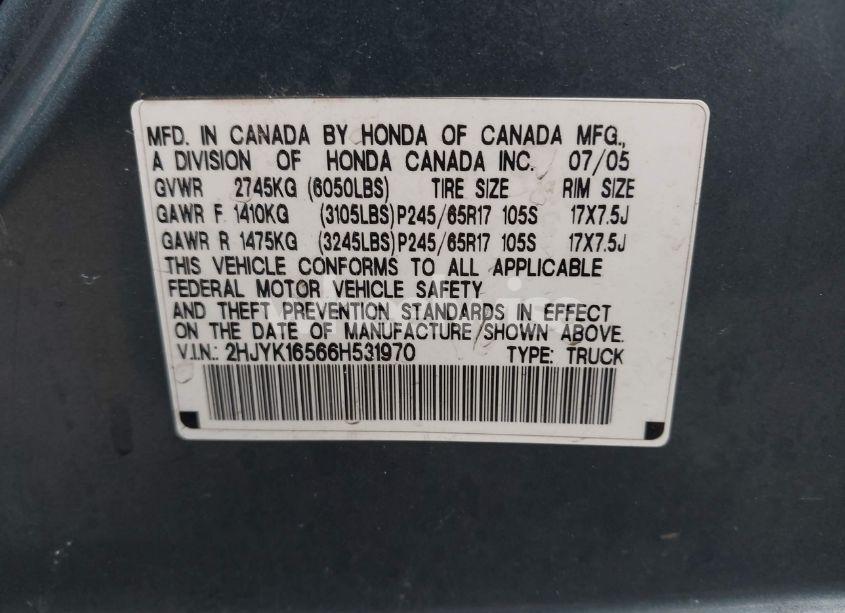 MFD. IN CANADA BY HONDA OF CANADA MFG.,
A DIVISION OF HONDA CANADA INC. 07/05
GVWR 2745KG (6050LBS) TIRE SIZE RIM SIZE
GAWR F 1410KG (3105LBS) P245/65R17 105S 17X7.5J
GAWR R 1475KG (3245LBS) P245/65R17 105S 17X7.5J
THIS VEHICLE CONFORMS TO ALL APPLICABLE
FEDERAL MOTOR VEHICLE SAFETY
AND THEFT PREVENTION STANDARDS IN EFFECT
ON THE DATE OF MANUFACTURE SHOWN ABOVE.
V.I.N.: 2HJYK16566H531970 TYPE: TRUCK